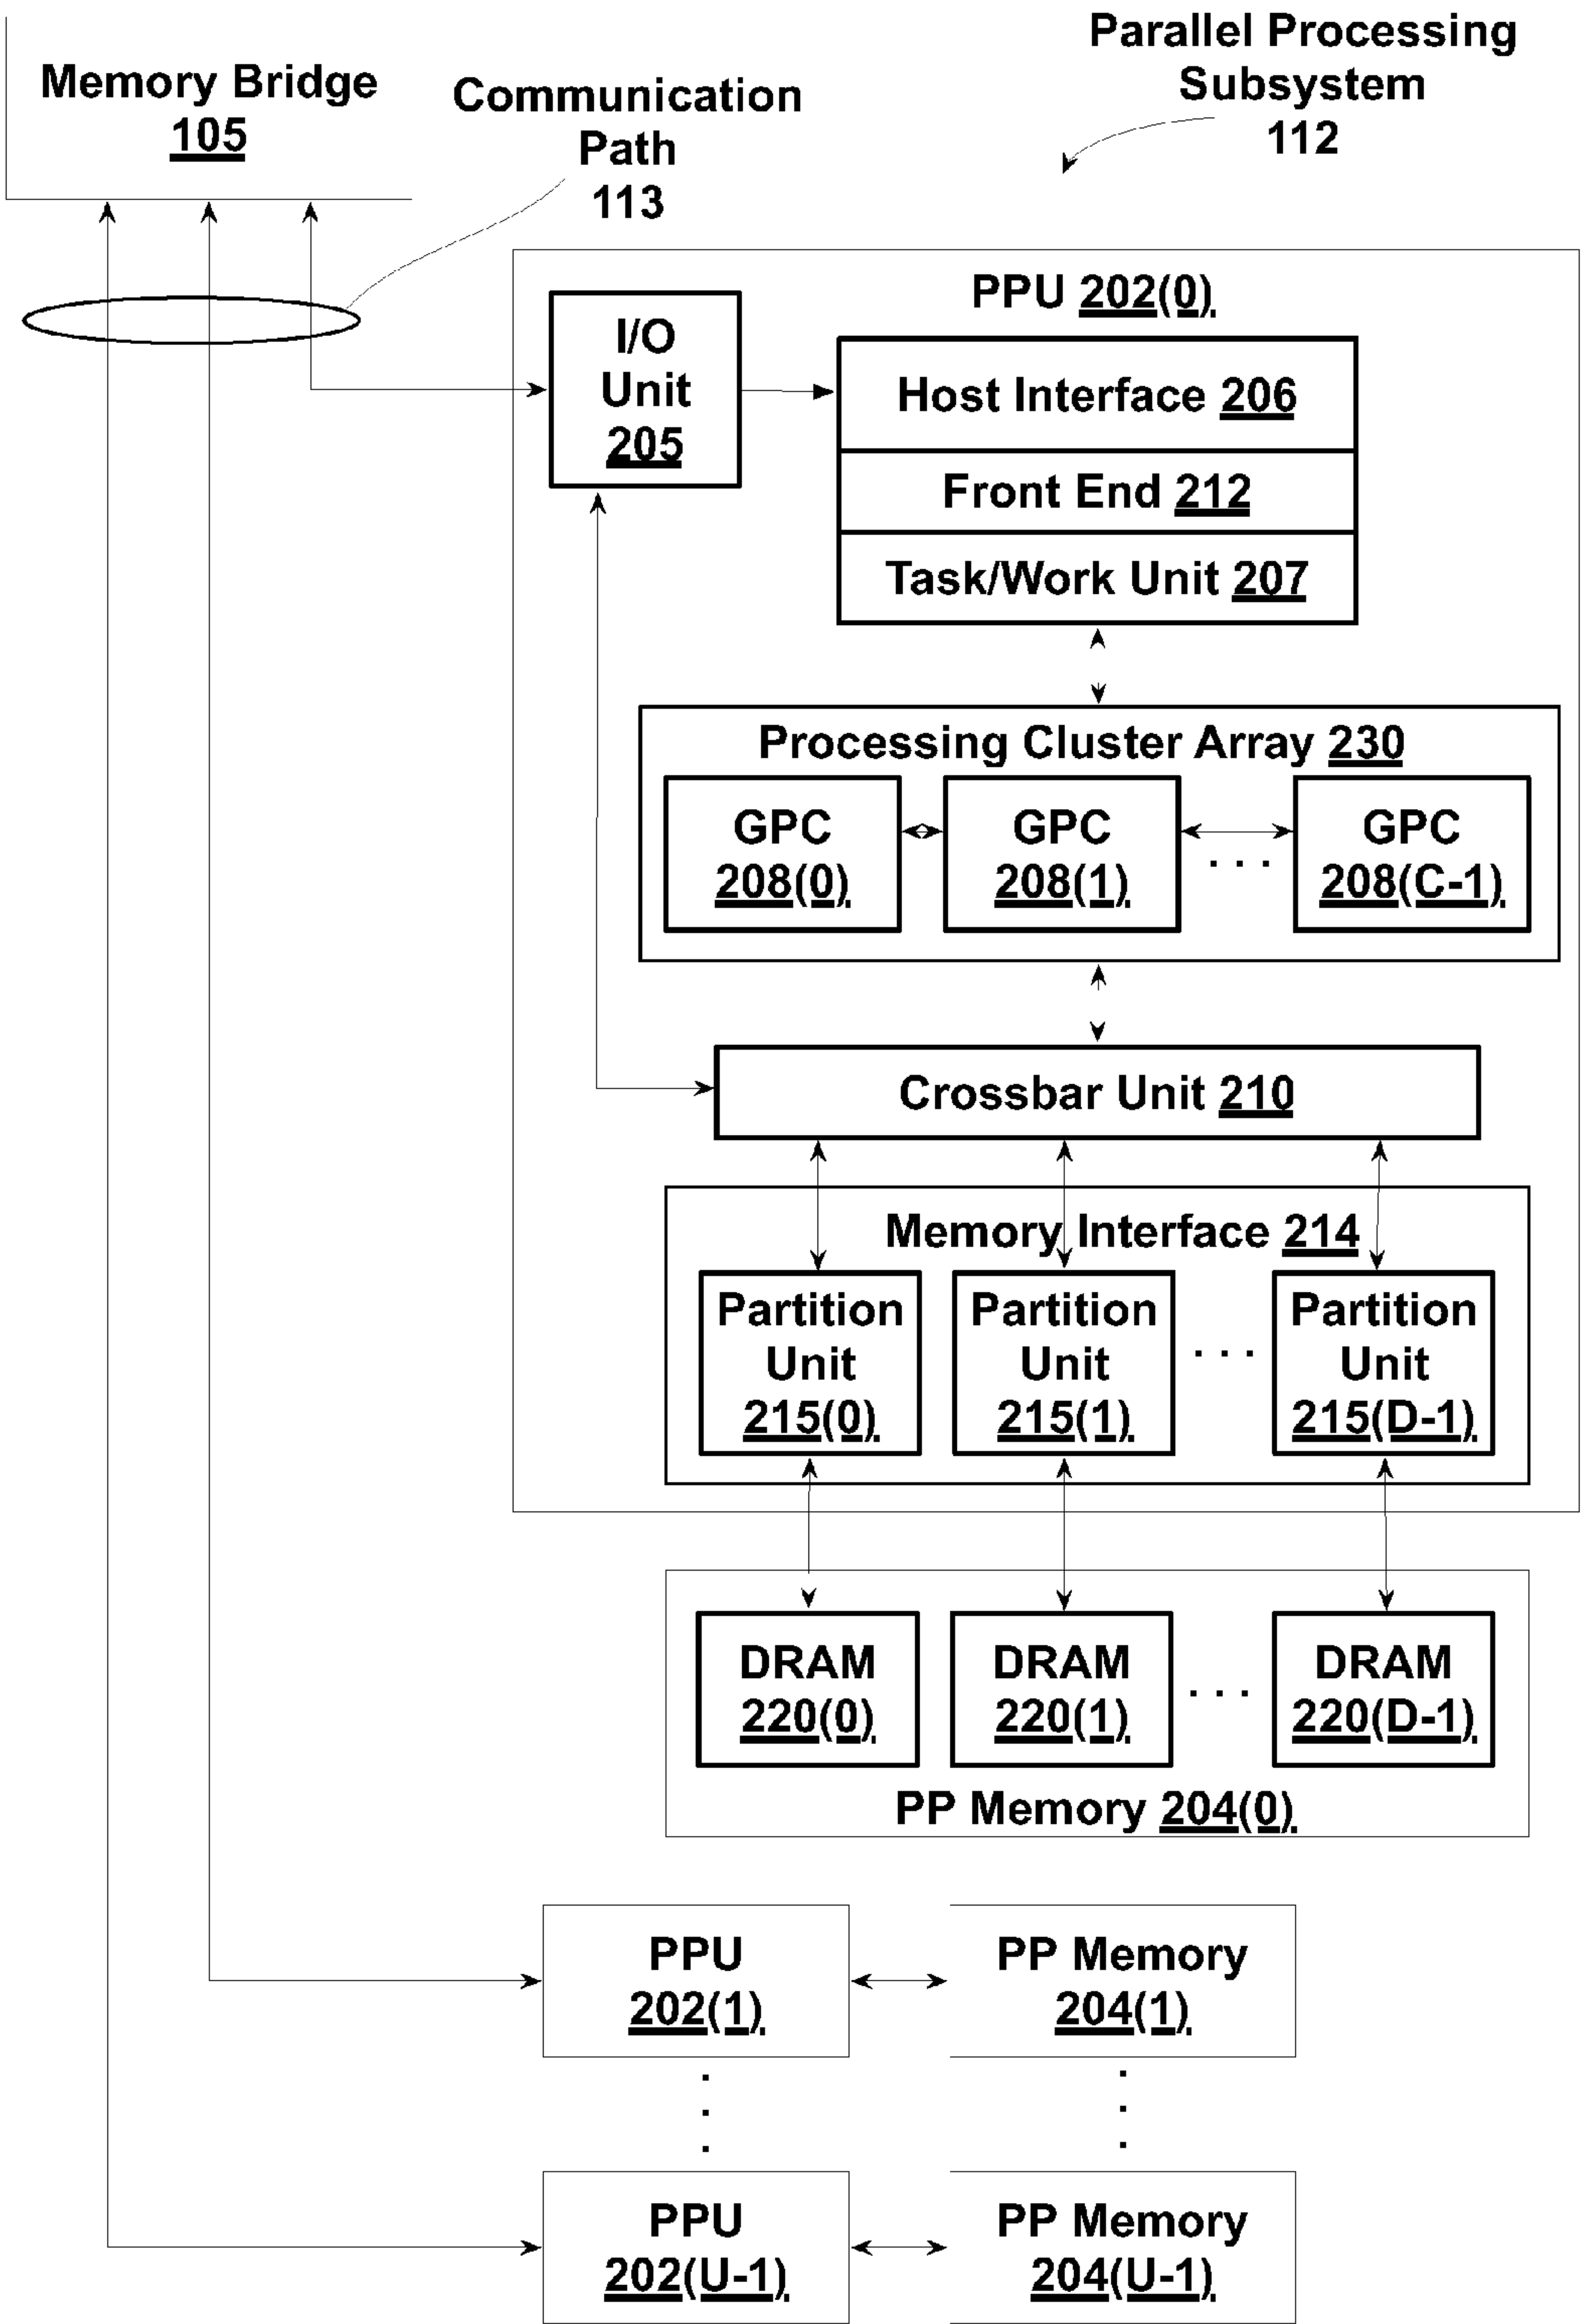 Memory Bridge
105
Communication
Path
113
Parallel Processing
Subsystem
112
PPU 202(0)
I/O
Unit
205
Host Interface 206
Front End 212
Task/Work Unit 207
Processing Cluster Array 230
GPC
208(0)
GPC
208(1)
. . .
GPC
208(C-1)
Crossbar Unit 210
Memory Interface 214
Partition
Unit
215(0)
Partition
Unit
215(1)
. . .
Partition
Unit
215(D-1)
DRAM
220(0)
DRAM
220(1)
. . .
DRAM
220(D-1)
PP Memory 204(0)
PPU
202(1)
PP Memory
204(1)
PPU
202(U-1)
PP Memory
204(U-1)